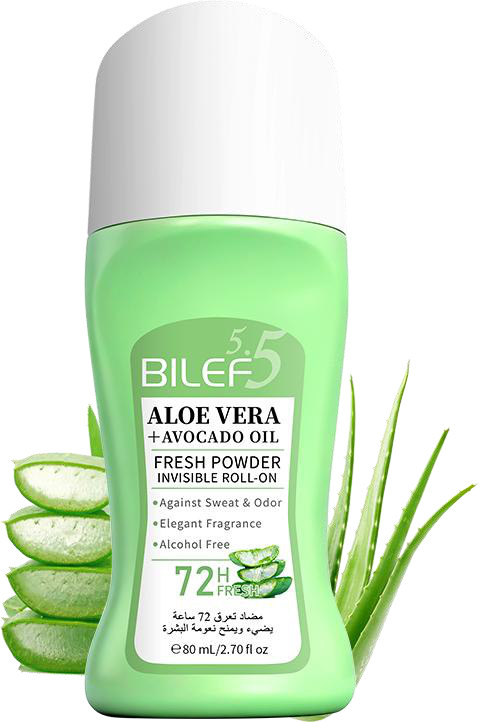 BILEF 5.5
ALOE VERA
+AVOCADO OIL
FRESH POWDER
INVISIBLE ROLL-ON
•Against Sweat & Odor
•Elegant Fragrance
•Alcohol Free
72H
FRESH
مضاد تعرق 72 ساعة
يضيء ويمنح نعومة البشرة
℮80 mL/2.70 fl oz